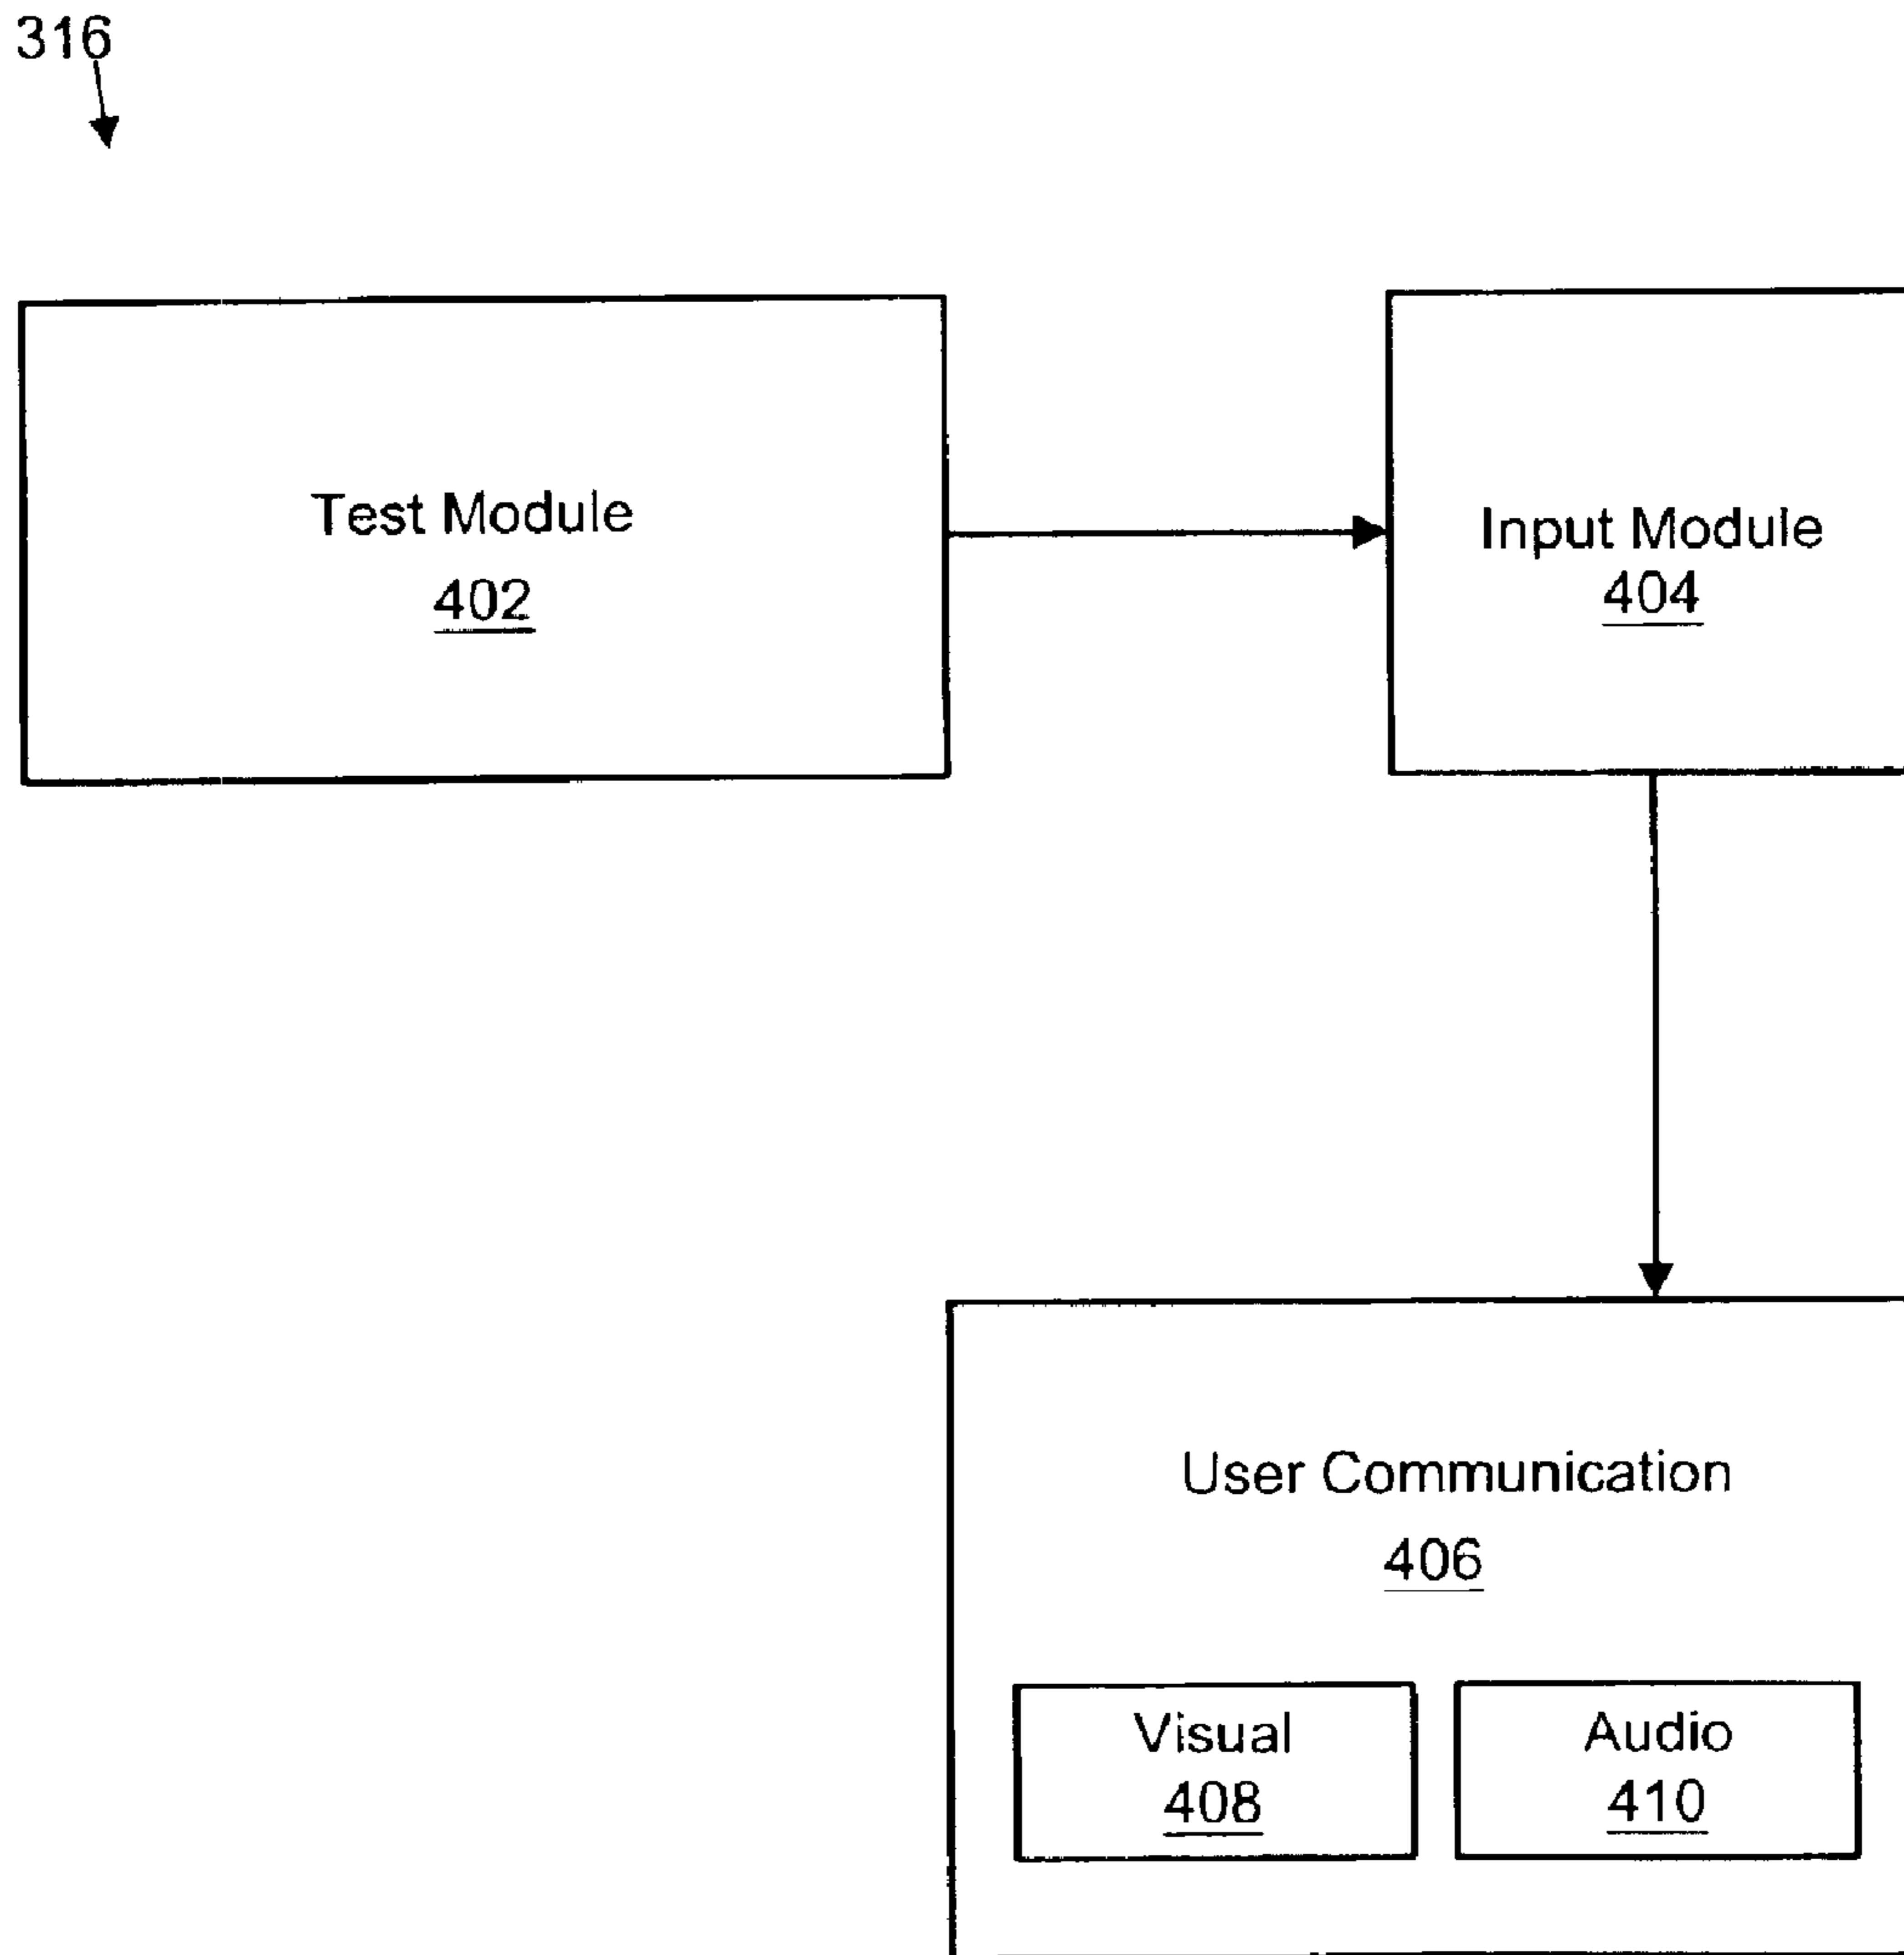 316
Test Module
402
Input Module
404
User Communication
406
Visual
408
Audio
410